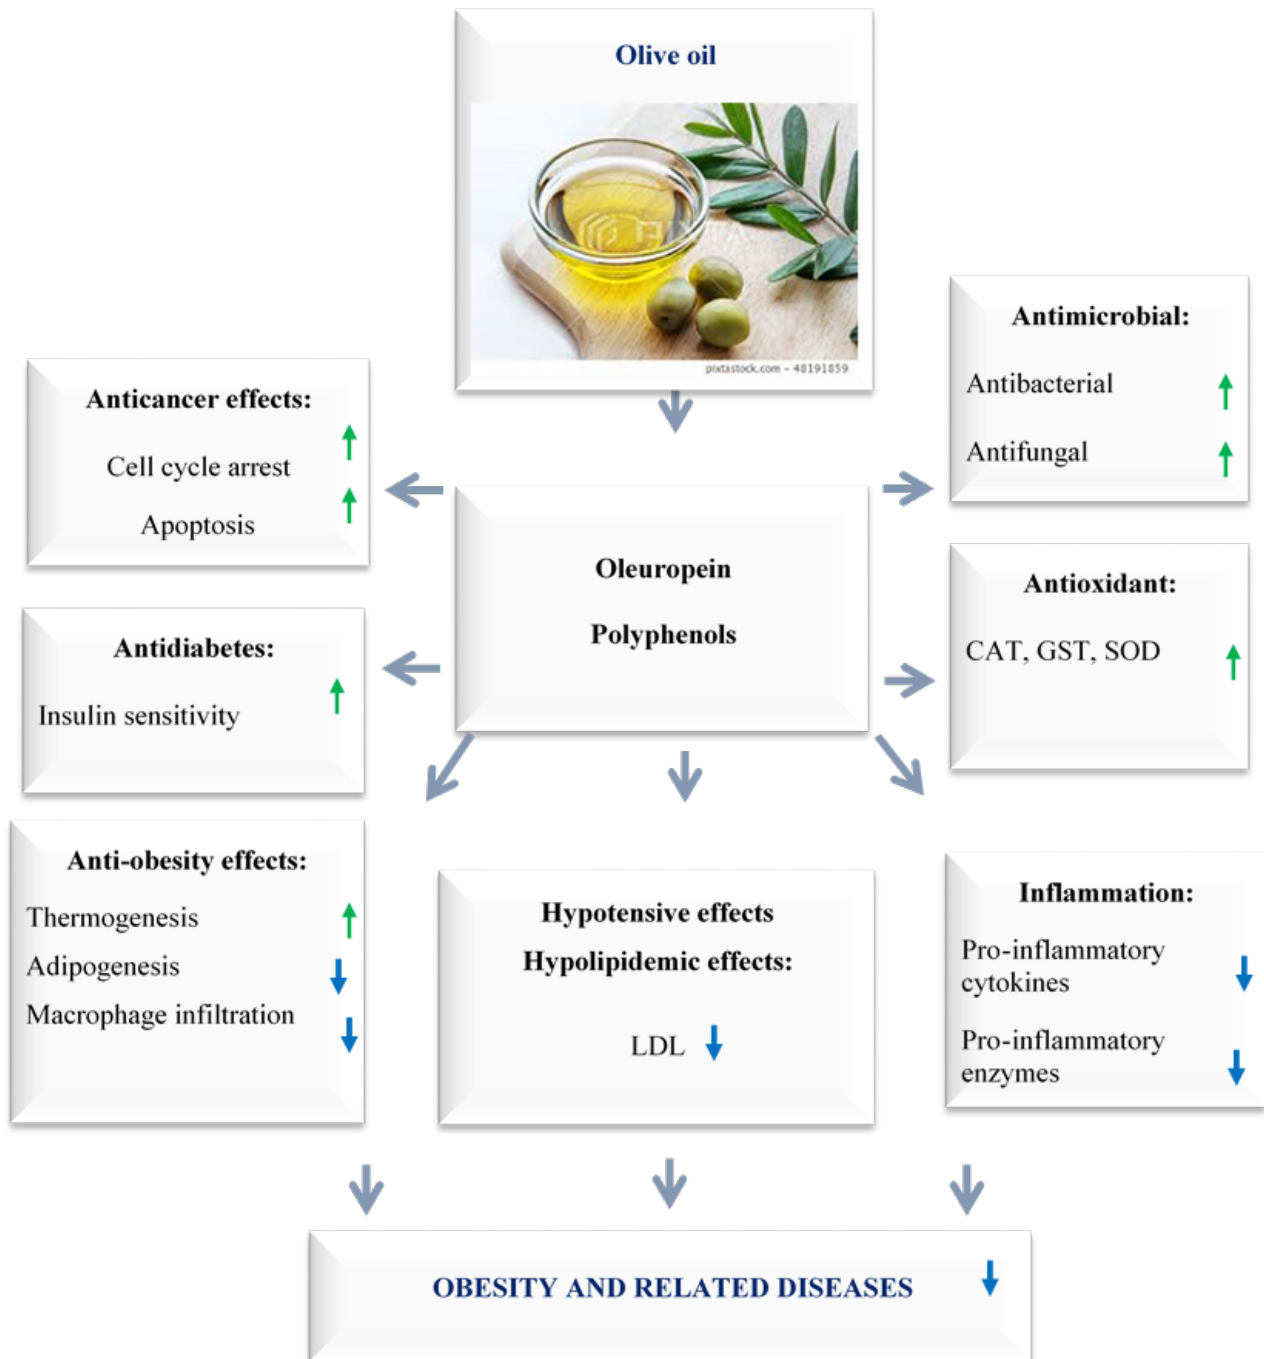 Olive oil
PIXTA
pixtastock.com - 48191859
Antimicrobial:
Antibacterial
Antifungal
Anticancer effects:
Cell cycle arrest
Apoptosis
Oleuropein
Polyphenols
Antioxidant:
CAT, GST, SOD
Antidiabetes:
Insulin sensitivity
Anti-obesity effects:
Thermogenesis
Adipogenesis
Macrophage infiltration
Hypotensive effects
Hypolipidemic effects:
LDL
Inflammation:
Pro-inflammatory
cytokines
Pro-inflammatory
enzymes
OBESITY AND RELATED DISEASES